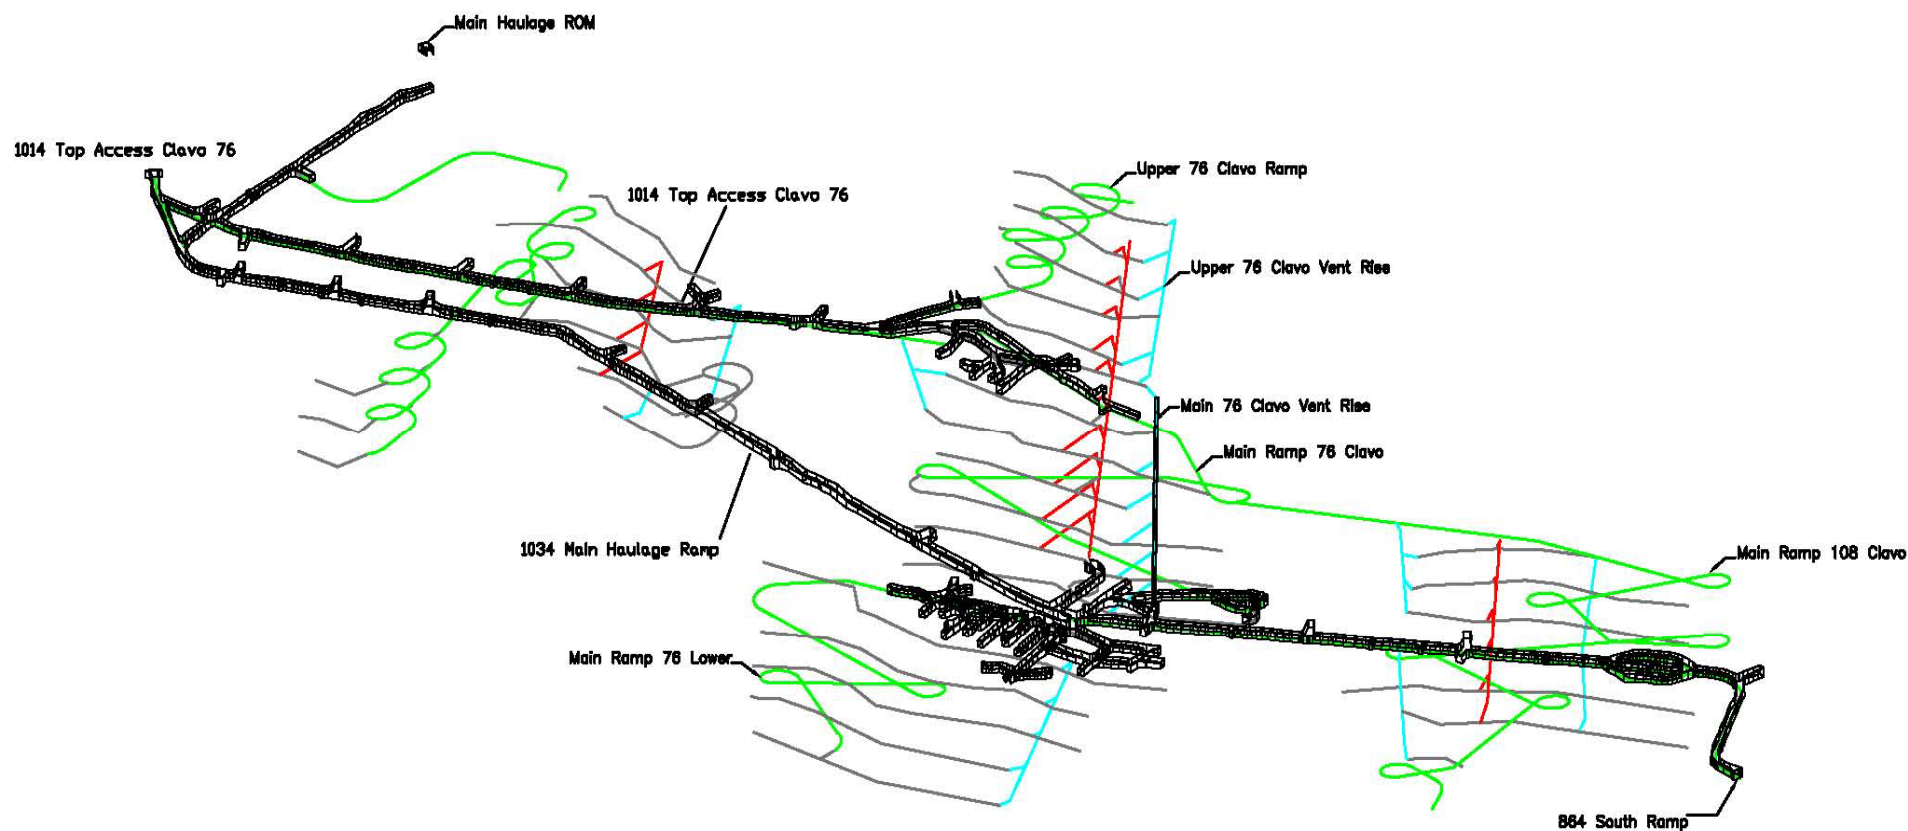 Main Haulage ROM
1014 Top Access Clavo 76
Upper 76 Clavo Ramp
1014 Top Access Clavo 76
Upper 76 Clavo Vent Rise
Main 76 Clavo Vent Rise
Main Ramp 76 Clavo
1034 Main Haulage Ramp
Main Ramp 108 Clavo
Main Ramp 76 Lower
864 South Ramp